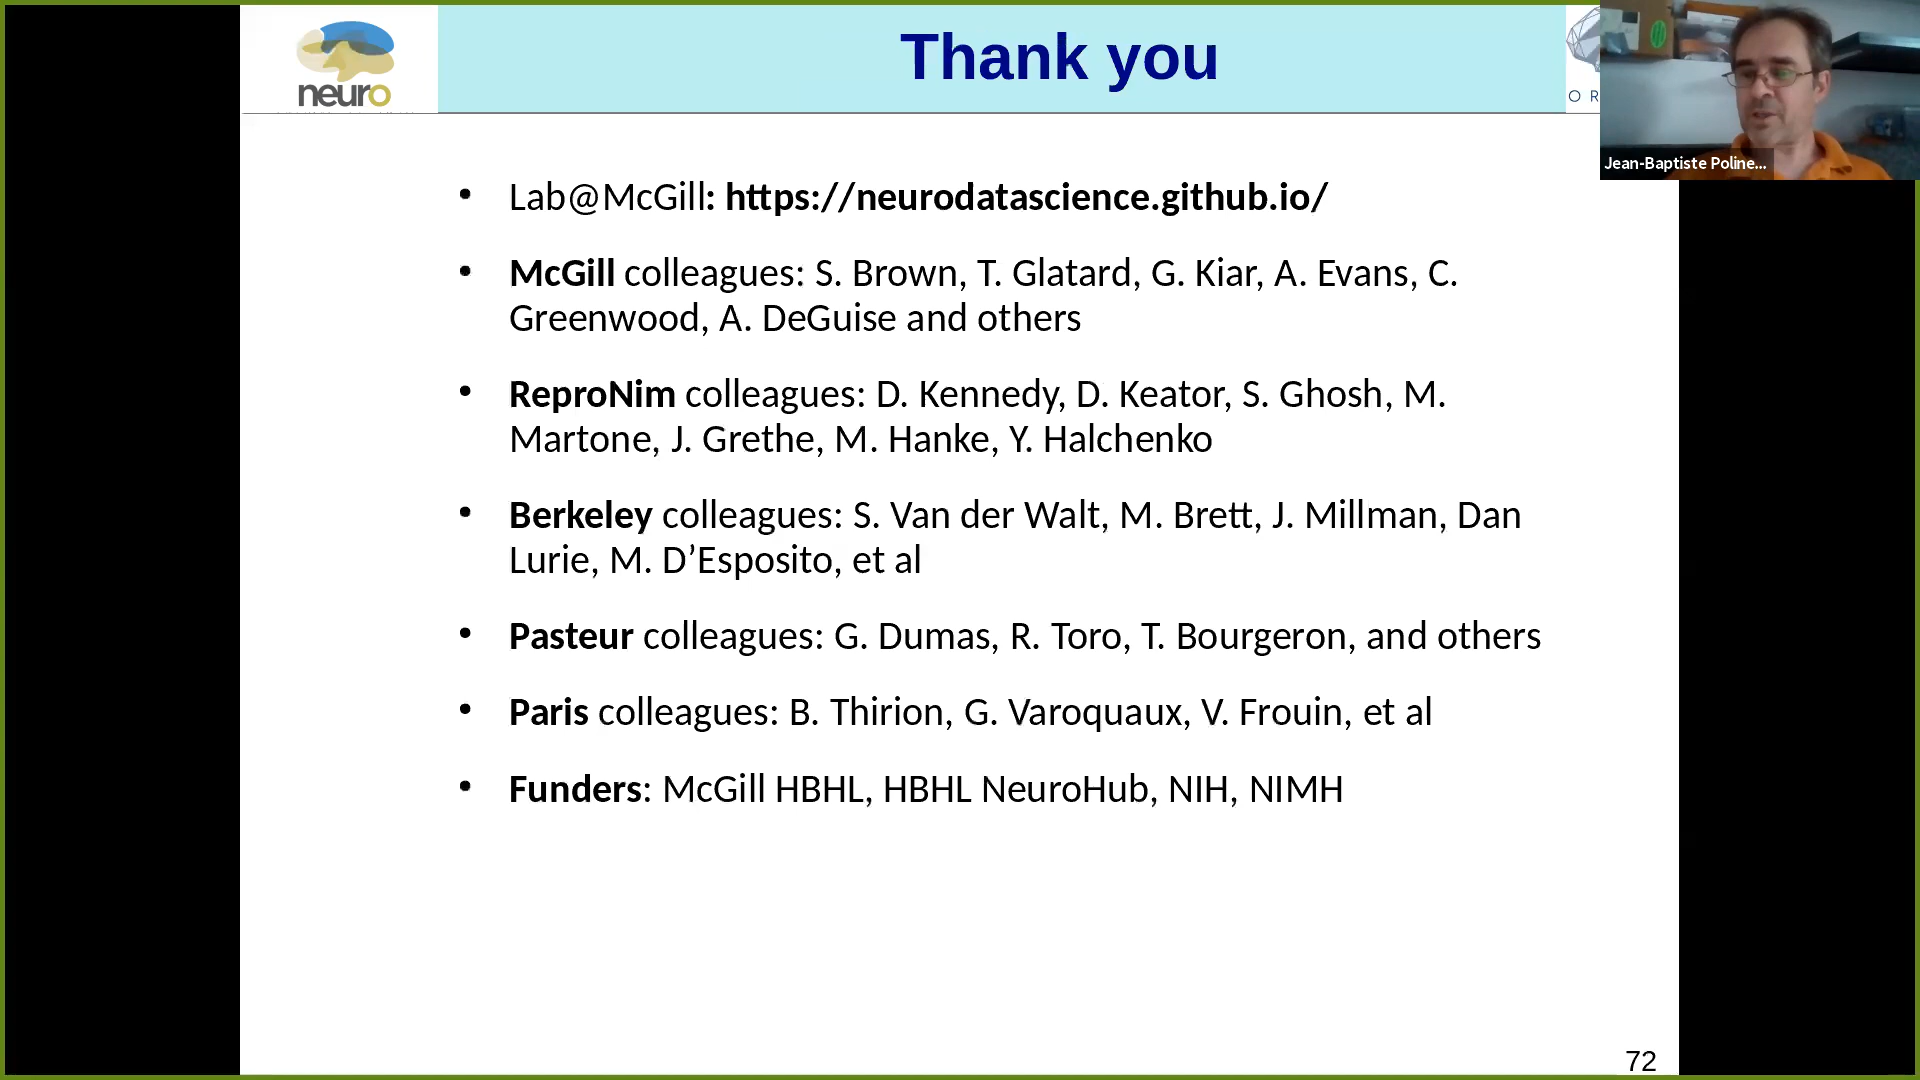 neuro
Thank you
O R
Jean-Baptiste Poline...
• Lab@McGill: https://neurodatascience.github.io/
• McGill colleagues: S. Brown, T. Glatard, G. Kiar, A. Evans, C.
Greenwood, A. DeGuise and others
• ReproNim colleagues: D. Kennedy, D. Keator, S. Ghosh, M.
Martone, J. Grethe, M. Hanke, Y. Halchenko
• Berkeley colleagues: S. Van der Walt, M. Brett, J. Millman, Dan
Lurie, M. D’Esposito, et al
• Pasteur colleagues: G. Dumas, R. Toro, T. Bourgeron, and others
• Paris colleagues: B. Thirion, G. Varoquaux, V. Frouin, et al
• Funders: McGill HBHL, HBHL NeuroHub, NIH, NIMH
72